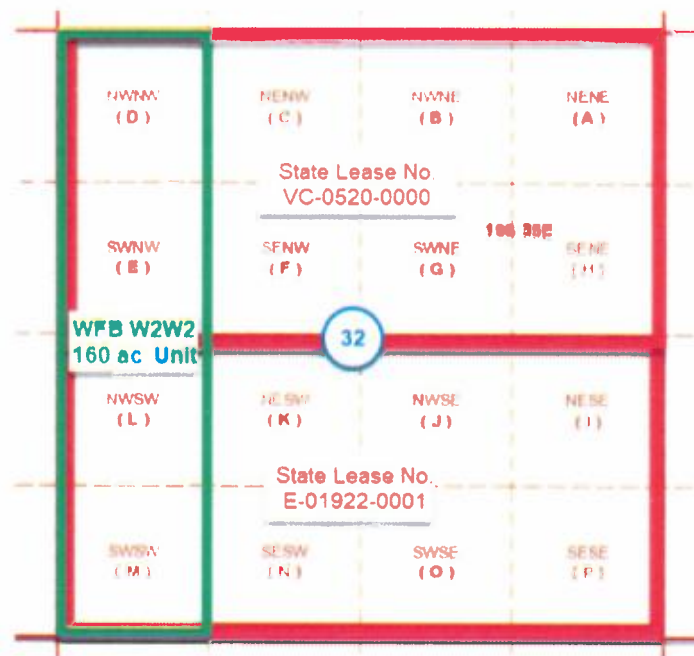 NWNW
(D)
NENW
(C)
NWNE
(B)
NENE
(A)
State Lease No.
VC-0520-0000
SWNW
(E)
SENW
(F)
SWNE
(G)
SENE
(H)
WFB W2W2
160 ac Unit
32
NWSW
(L)
NESW
(K)
NWSE
(J)
NESE
(I)
State Lease No.
E-01922-0001
SWSW
(M)
SESW
(N)
SWSE
(O)
SESE
(P)